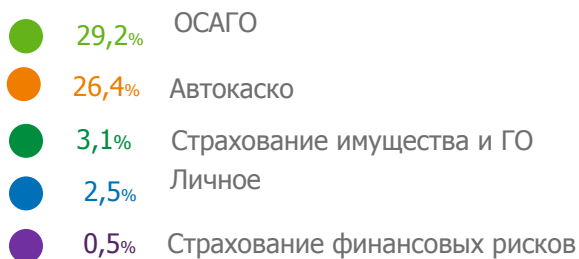 29,2% ОСАГО
26,4% Автокаско
3,1% Страхование имущества и ГО
2,5% Личное
0,5% Страхование финансовых рисков